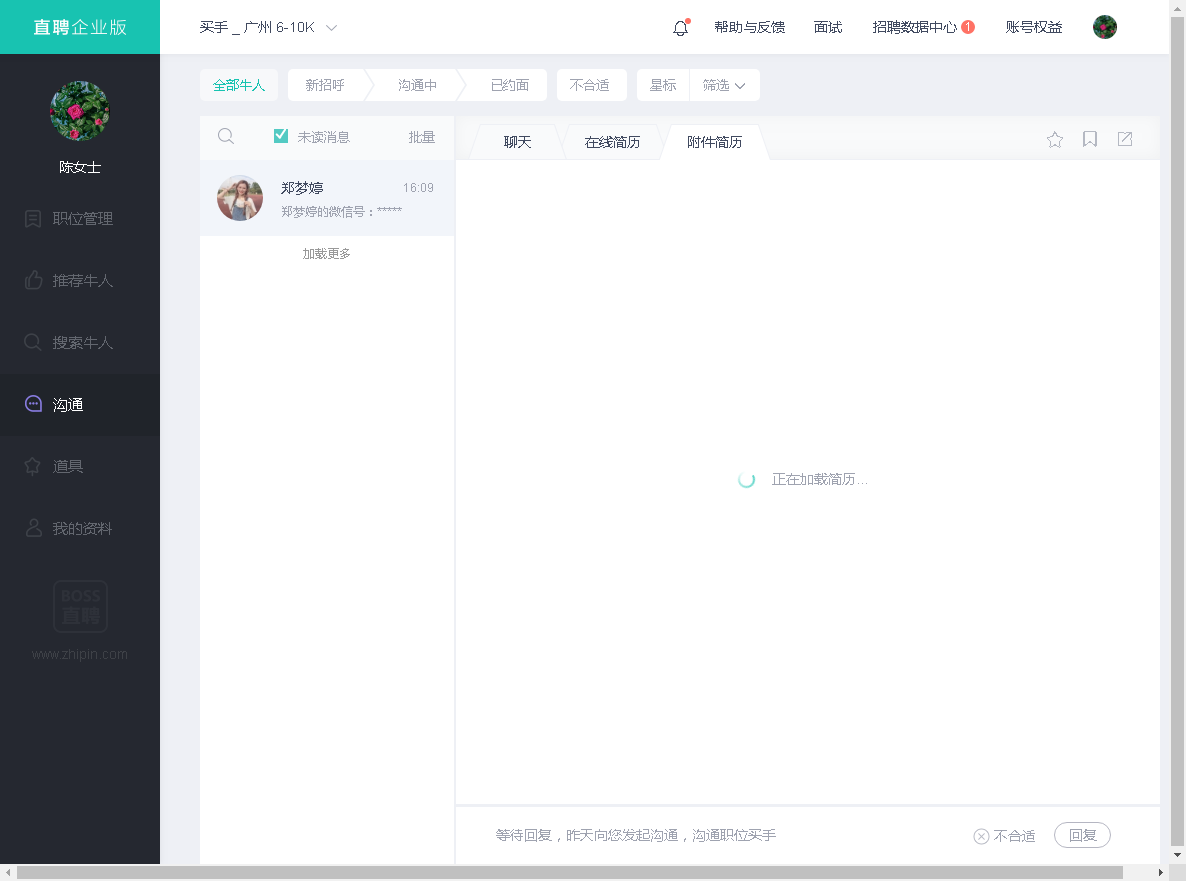 直聘企业版
买手 _ 广州 6-10K
帮助与反馈
面试
招聘数据中心 1
账号权益
陈女士
职位管理
推荐牛人
搜索牛人
沟通
道具
我的资料
BOSS
直聘
www.zhipin.com
全部牛人
新招呼
沟通中
已约面
不合适
星标
筛选
未读消息
批量
郑梦婷
16:09
郑梦婷的微信号：*****
加载更多
聊天
在线简历
附件简历
正在加载简历...
等待回复，昨天向您发起沟通，沟通职位买手
不合适
回复